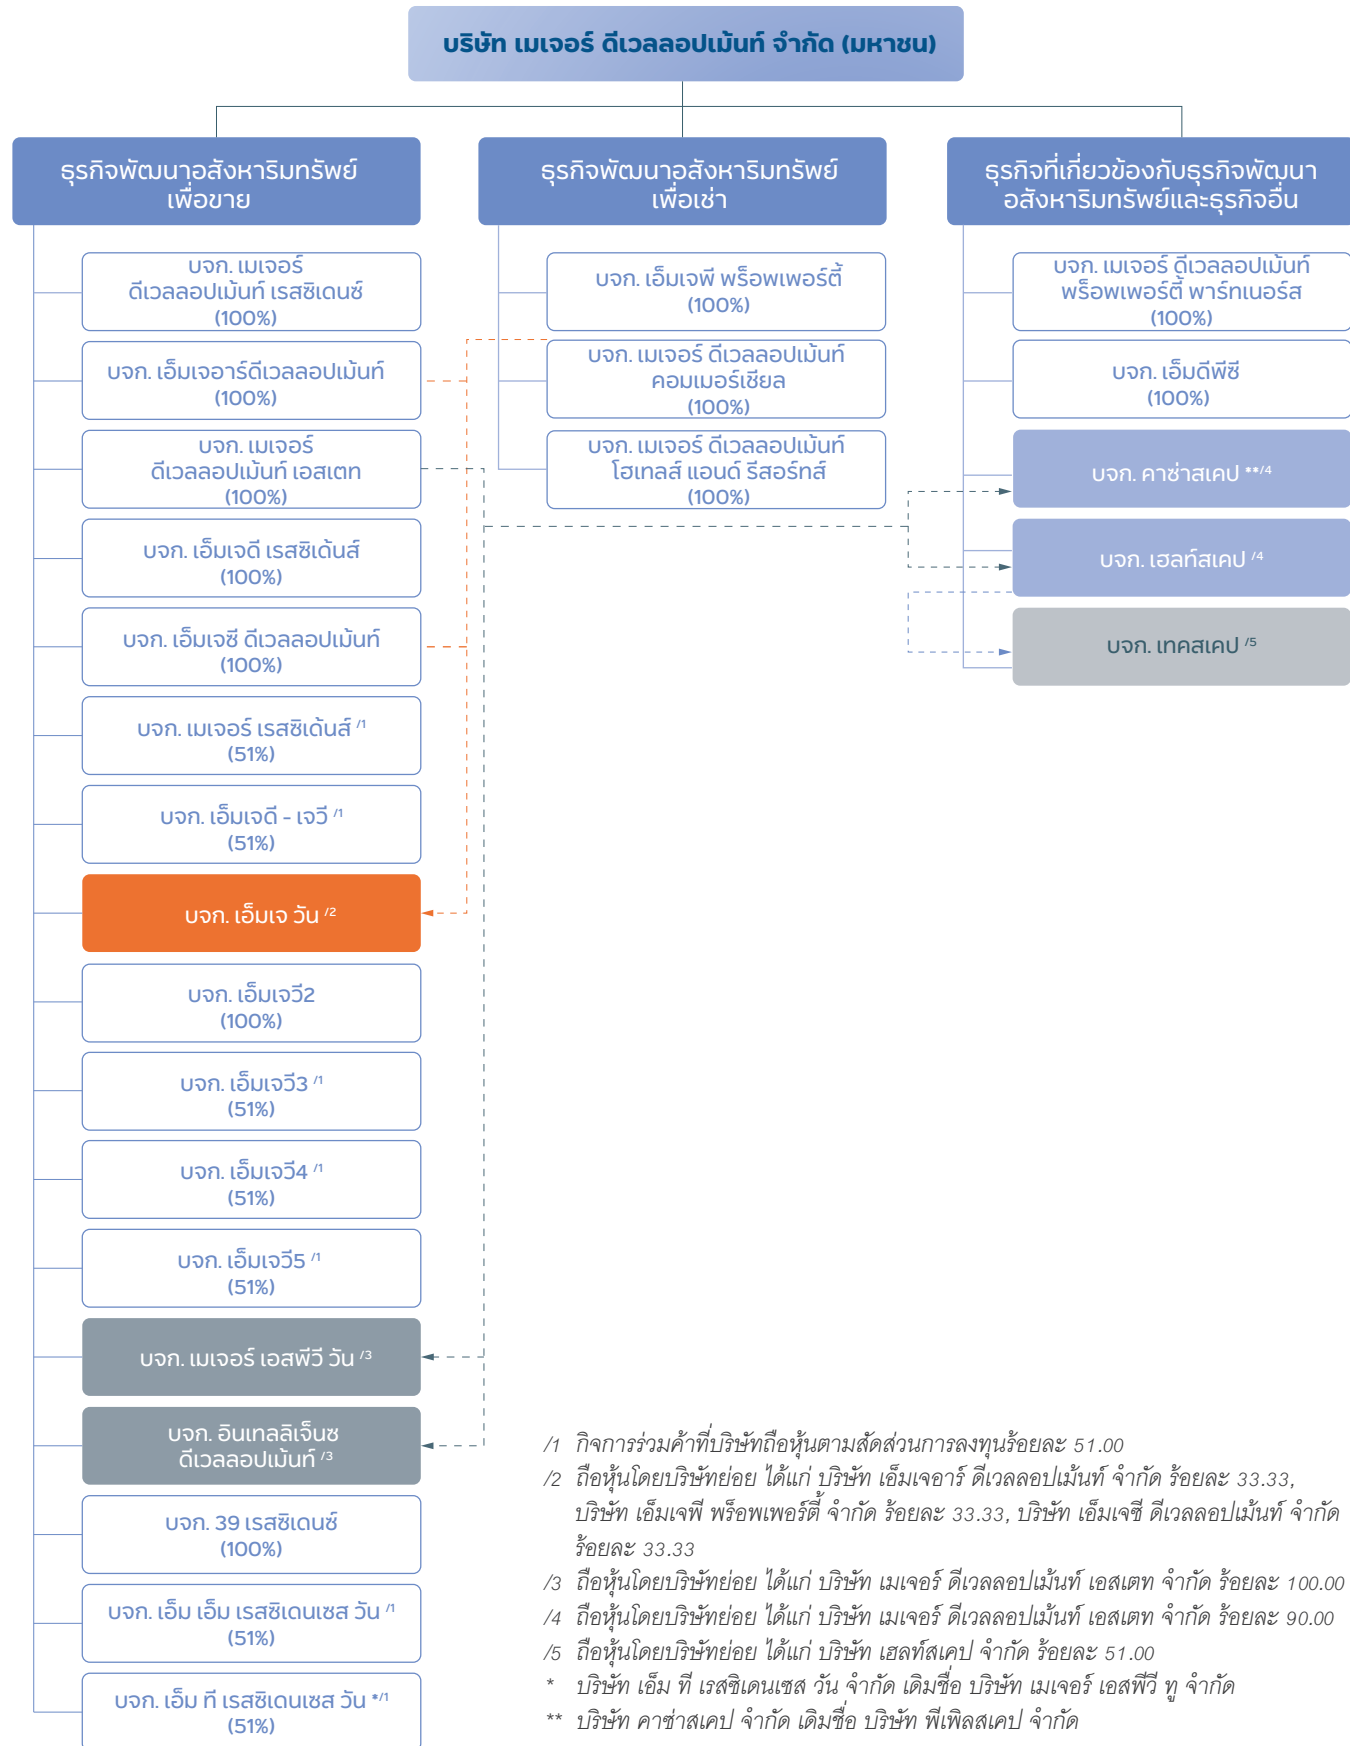 บริษัท เมเจอร์ ดีเวลลอปเม้นท์ จำกัด (มหาชน)
ธุรกิจพัฒนาอสังหาริมทรัพย์
เพื่อขาย
บจก. เมเจอร์
ดีเวลลอปเม้นท์ เรสซิเดนซ์
(100%)
บจก. เอ็มเจอาร์ดีเวลลอปเม้นท์
(100%)
บจก. เมเจอร์
ดีเวลลอปเม้นท์ เอสเตท
(100%)
บจก. เอ็มเจดี เรสซิเด้นส์
(100%)
บจก. เอ็มเจซี ดีเวลลอปเม้นท์
(100%)
บจก. เมเจอร์ เรสซิเด้นส์ /1
(51%)
บจก. เอ็มเจดี - เจวี /1
(51%)
บจก. เอ็มเจ วัน /2
บจก. เอ็มเจวี2
(100%)
บจก. เอ็มเจวี3 /1
(51%)
บจก. เอ็มเจวี4 /1
(51%)
บจก. เอ็มเจวี5 /1
(51%)
บจก. เมเจอร์ เอสพีวี วัน /3
บจก. อินเทลลิเจ็นซ
ดีเวลลอปเม้นท์ /3
บจก. 39 เรสซิเดนซ์
(100%)
บจก. เอ็ม เอ็ม เรสซิเดนเซส วัน /1
(51%)
บจก. เอ็ม ที เรสซิเดนเซส วัน */1
(51%)
ธุรกิจพัฒนาอสังหาริมทรัพย์
เพื่อเช่า
บจก. เอ็มเจพี พร็อพเพอร์ตี้
(100%)
บจก. เมเจอร์ ดีเวลลอปเม้นท์
คอมเมอร์เชียล
(100%)
บจก. เมเจอร์ ดีเวลลอปเม้นท์
โฮเทลส์ แอนด์ รีสอร์ทส์
(100%)
ธุรกิจที่เกี่ยวข้องกับธุรกิจพัฒนา
อสังหาริมทรัพย์และธุรกิจอื่น
บจก. เมเจอร์ ดีเวลลอปเม้นท์
พร็อพเพอร์ตี้ พาร์ทเนอร์ส
(100%)
บจก. เอ็มดีพีซี
(100%)
บจก. คาซ่าสเคป **/4
บจก. เฮลท์สเคป /4
บจก. เทคสเคป /5
/1 กิจการร่วมค้าที่บริษัทถือหุ้นตามสัดส่วนการลงทุนร้อยละ 51.00
/2 ถือหุ้นโดยบริษัทย่อย ได้แก่ บริษัท เอ็มเจอาร์ ดีเวลลอปเม้นท์ จำกัด ร้อยละ 33.33,
บริษัท เอ็มเจพี พร็อพเพอร์ตี้ จำกัด ร้อยละ 33.33, บริษัท เอ็มเจซี ดีเวลลอปเม้นท์ จำกัด
ร้อยละ 33.33
/3 ถือหุ้นโดยบริษัทย่อย ได้แก่ บริษัท เมเจอร์ ดีเวลลอปเม้นท์ เอสเตท จำกัด ร้อยละ 100.00
/4 ถือหุ้นโดยบริษัทย่อย ได้แก่ บริษัท เมเจอร์ ดีเวลลอปเม้นท์ เอสเตท จำกัด ร้อยละ 90.00
/5 ถือหุ้นโดยบริษัทย่อย ได้แก่ บริษัท เฮลท์สเคป จำกัด ร้อยละ 51.00
* บริษัท เอ็ม ที เรสซิเดนเซส วัน จำกัด เดิมชื่อ บริษัท เมเจอร์ เอสพีวี ทู จำกัด
** บริษัท คาซ่าสเคป จำกัด เดิมชื่อ บริษัท พีเพิลสเคป จำกัด